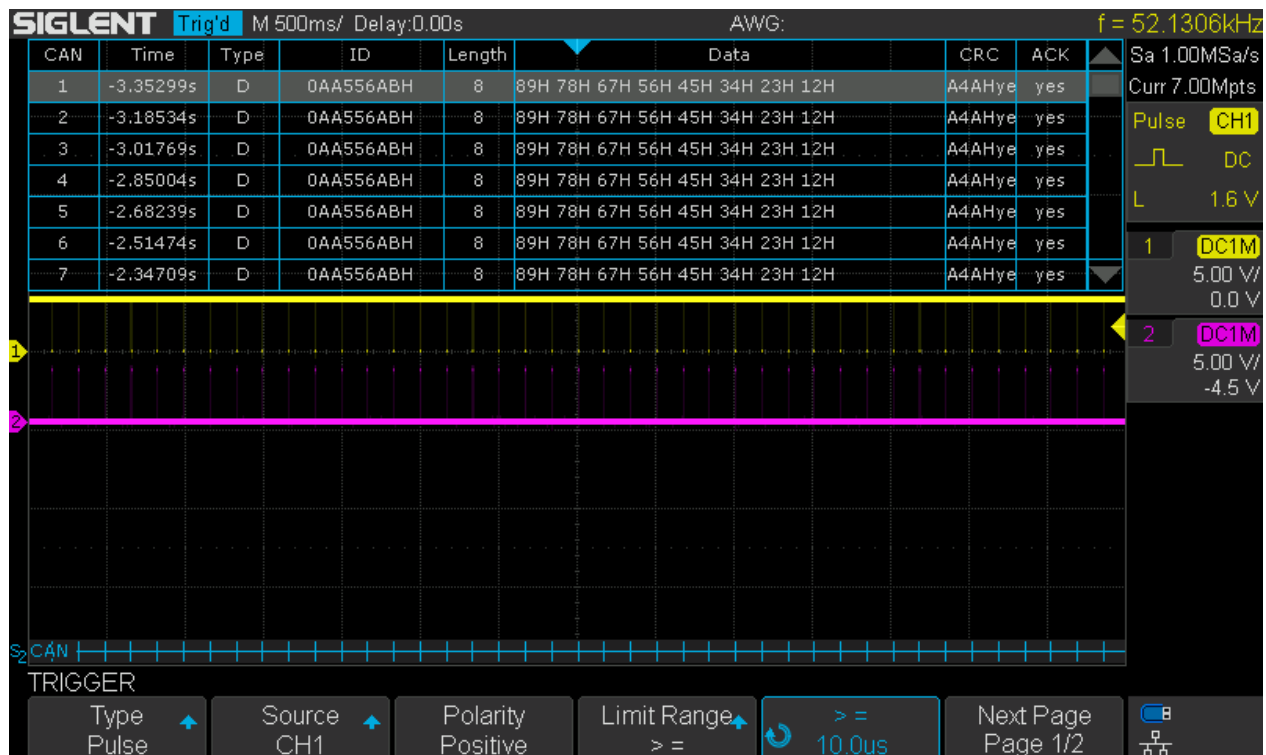 SIGLENT Trig'd M 500ms/ Delay:0.00s AWG: f = 52.1306kHz
CAN Time Type ID Length Data CRC ACK
1 -3.35299s D 0AA556ABH 8 89H 78H 67H 56H 45H 34H 23H 12H A4AHye yes
2 -3.18534s D 0AA556ABH 8 89H 78H 67H 56H 45H 34H 23H 12H A4AHye yes
3 -3.01769s D 0AA556ABH 8 89H 78H 67H 56H 45H 34H 23H 12H A4AHye yes
4 -2.85004s D 0AA556ABH 8 89H 78H 67H 56H 45H 34H 23H 12H A4AHye yes
5 -2.68239s D 0AA556ABH 8 89H 78H 67H 56H 45H 34H 23H 12H A4AHye yes
6 -2.51474s D 0AA556ABH 8 89H 78H 67H 56H 45H 34H 23H 12H A4AHye yes
7 -2.34709s D 0AA556ABH 8 89H 78H 67H 56H 45H 34H 23H 12H A4AHye yes
Sa 1.00MSa/s
Curr 7.00Mpts
Pulse CH1
DC
L 1.6 V
1 DC1M
5.00 V/
0.0 V
2 DC1M
5.00 V/
-4.5 V
1
2
S2 CAN
TRIGGER
Type
Pulse
Source
CH1
Polarity
Positive
Limit Range
> =
> =
10.0us
Next Page
Page 1/2